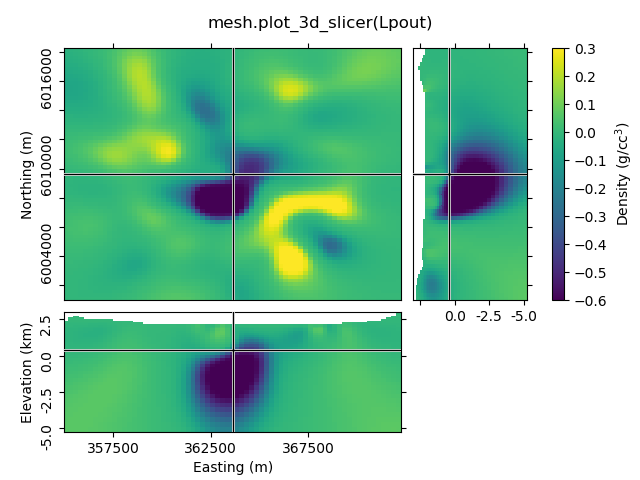 mesh.plot_3d_slicer(Lpout)
Northing (m)
6016000
6010000
6004000
0.3
0.2
0.1
0.0
−0.1
−0.2
−0.3
−0.4
−0.5
−0.6
Density (g/cc³)
0.0 -2.5 -5.0
Elevation (km)
2.5
0.0
-2.5
-5.0
357500 362500 367500
Easting (m)